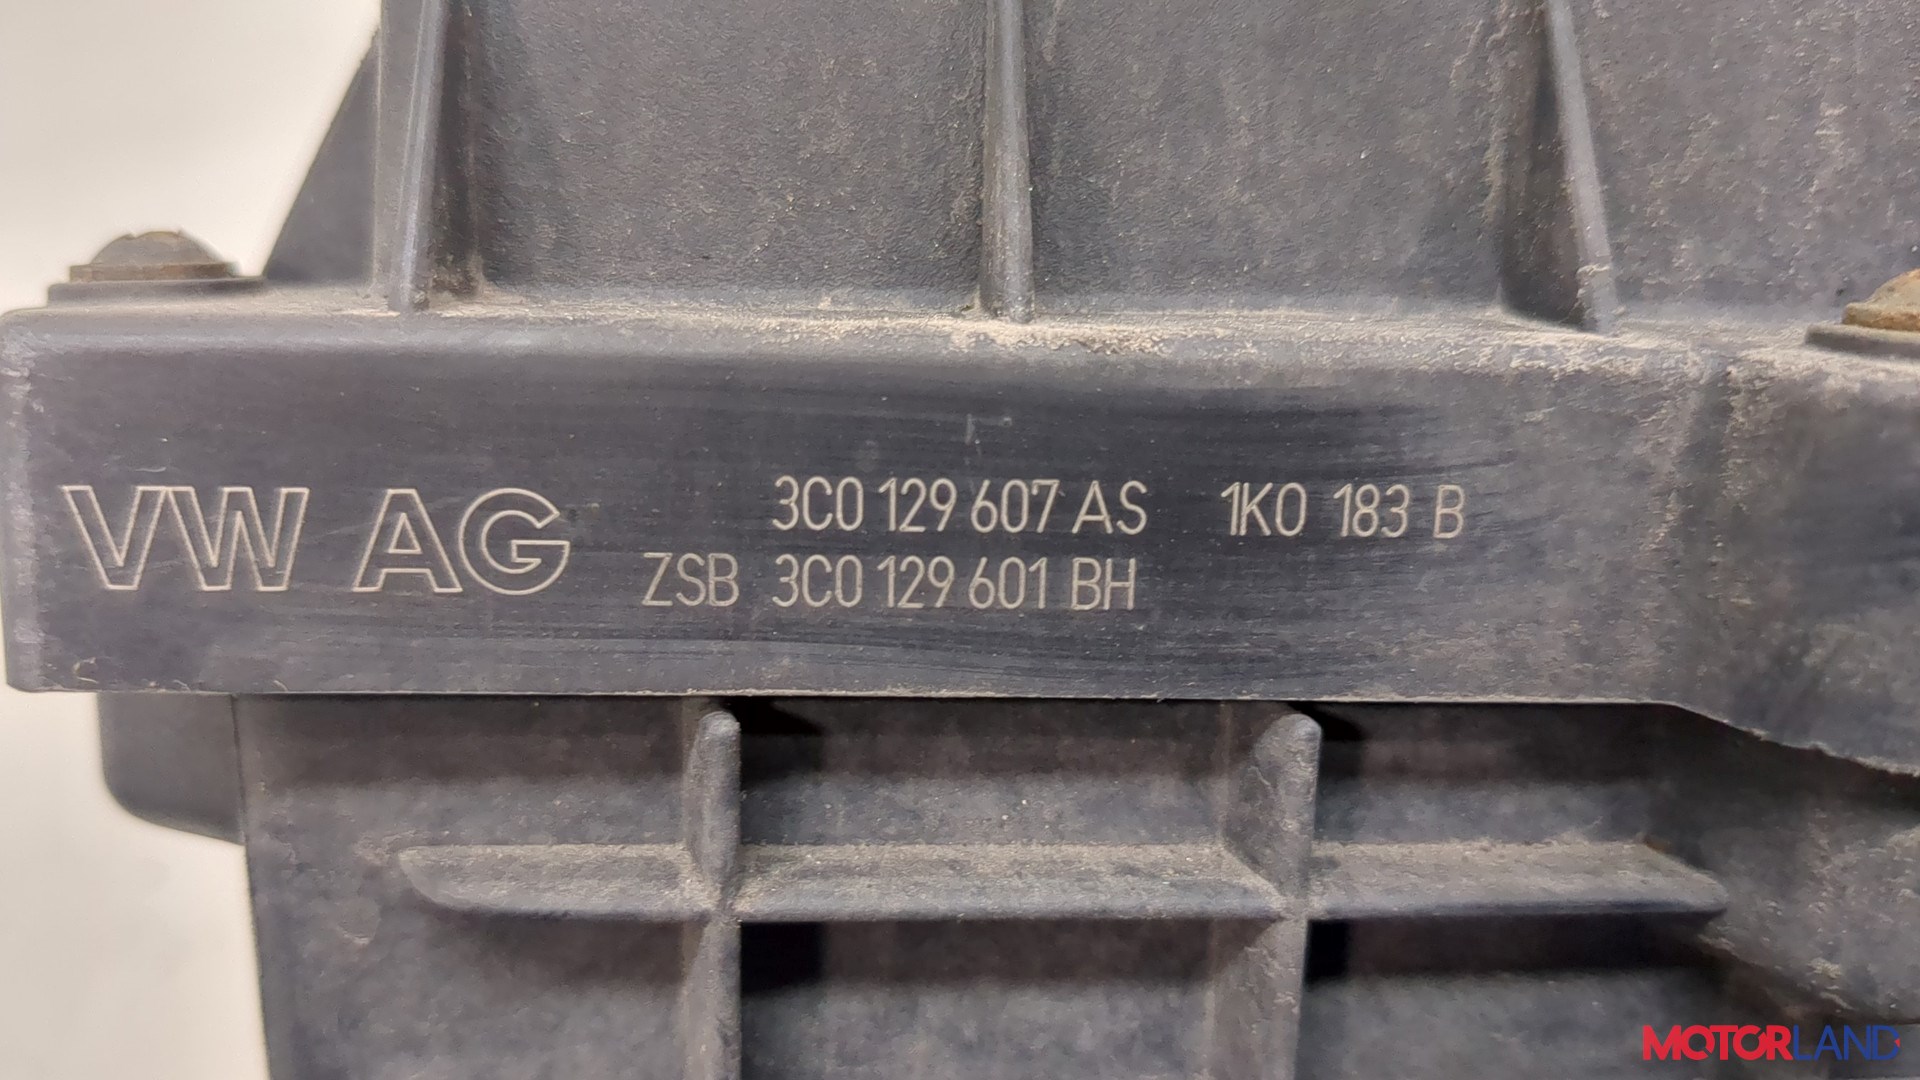 VW AG 3C0 129 607 AS 1K0 183 B
ZSB 3C0 129 601 BH
MOTORLAND